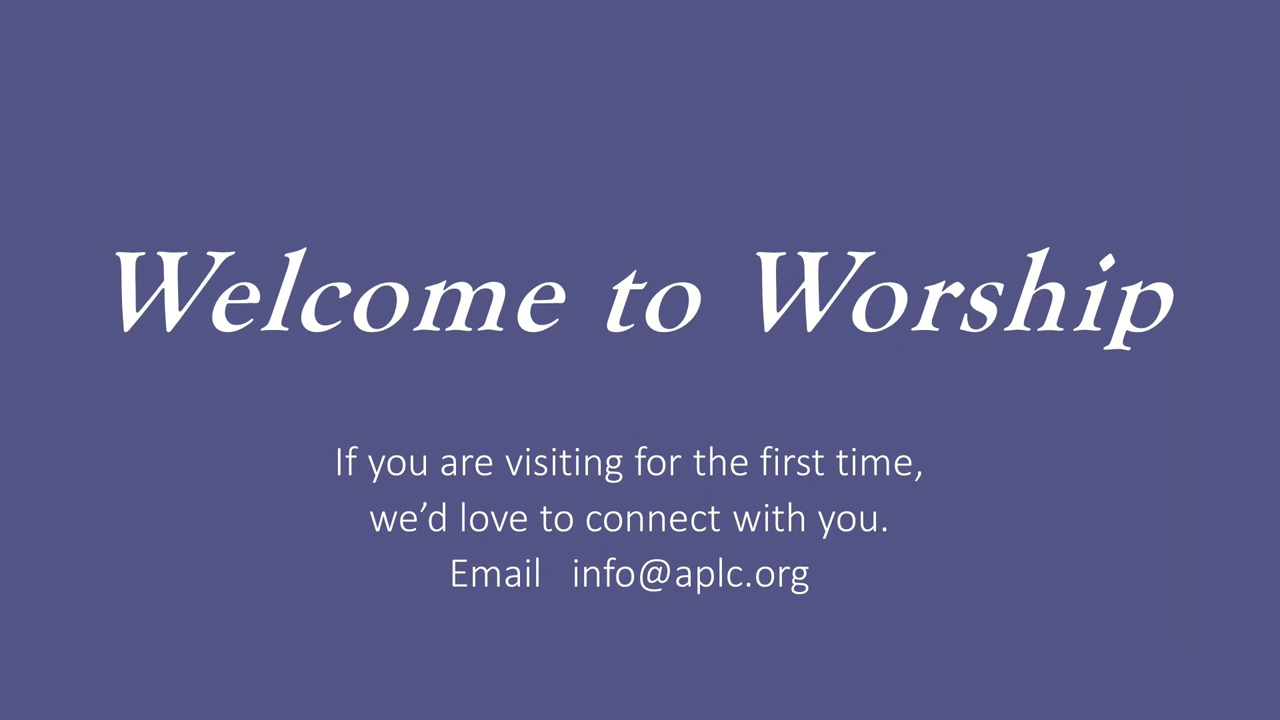 Welcome to Worship
If you are visiting for the first time,
we’d love to connect with you.
Email info@aplc.org